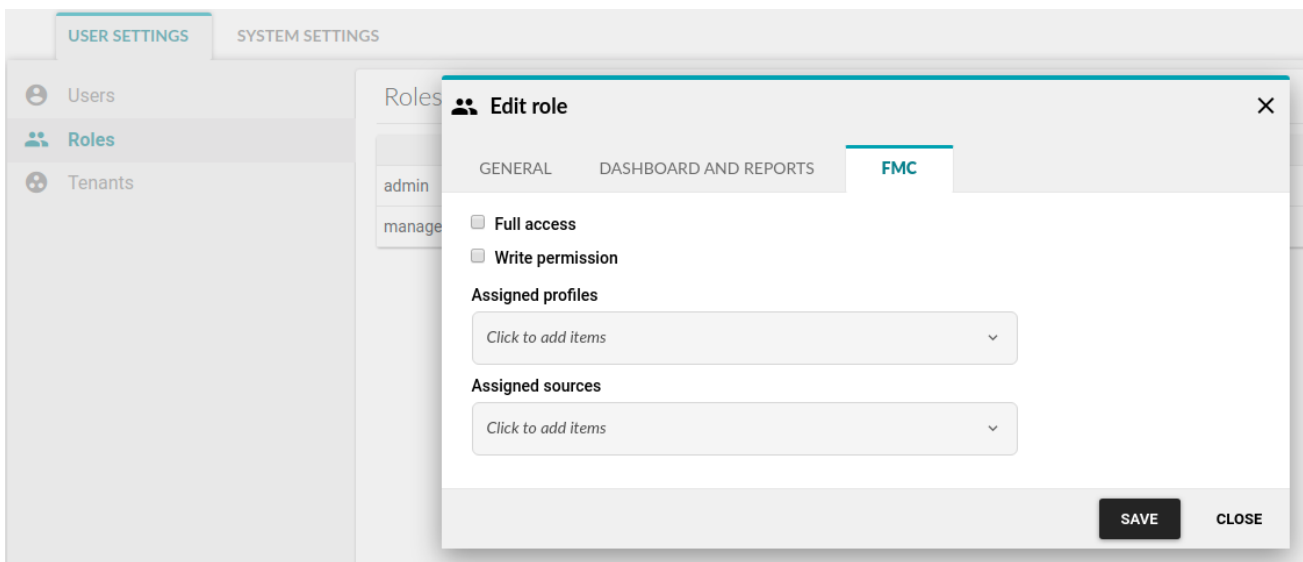 USER SETTINGS SYSTEM SETTINGS
Users
Roles
Tenants
Roles
admin
manage
Edit role
GENERAL DASHBOARD AND REPORTS FMC
Full access
Write permission
Assigned profiles
Click to add items
Assigned sources
Click to add items
SAVE CLOSE